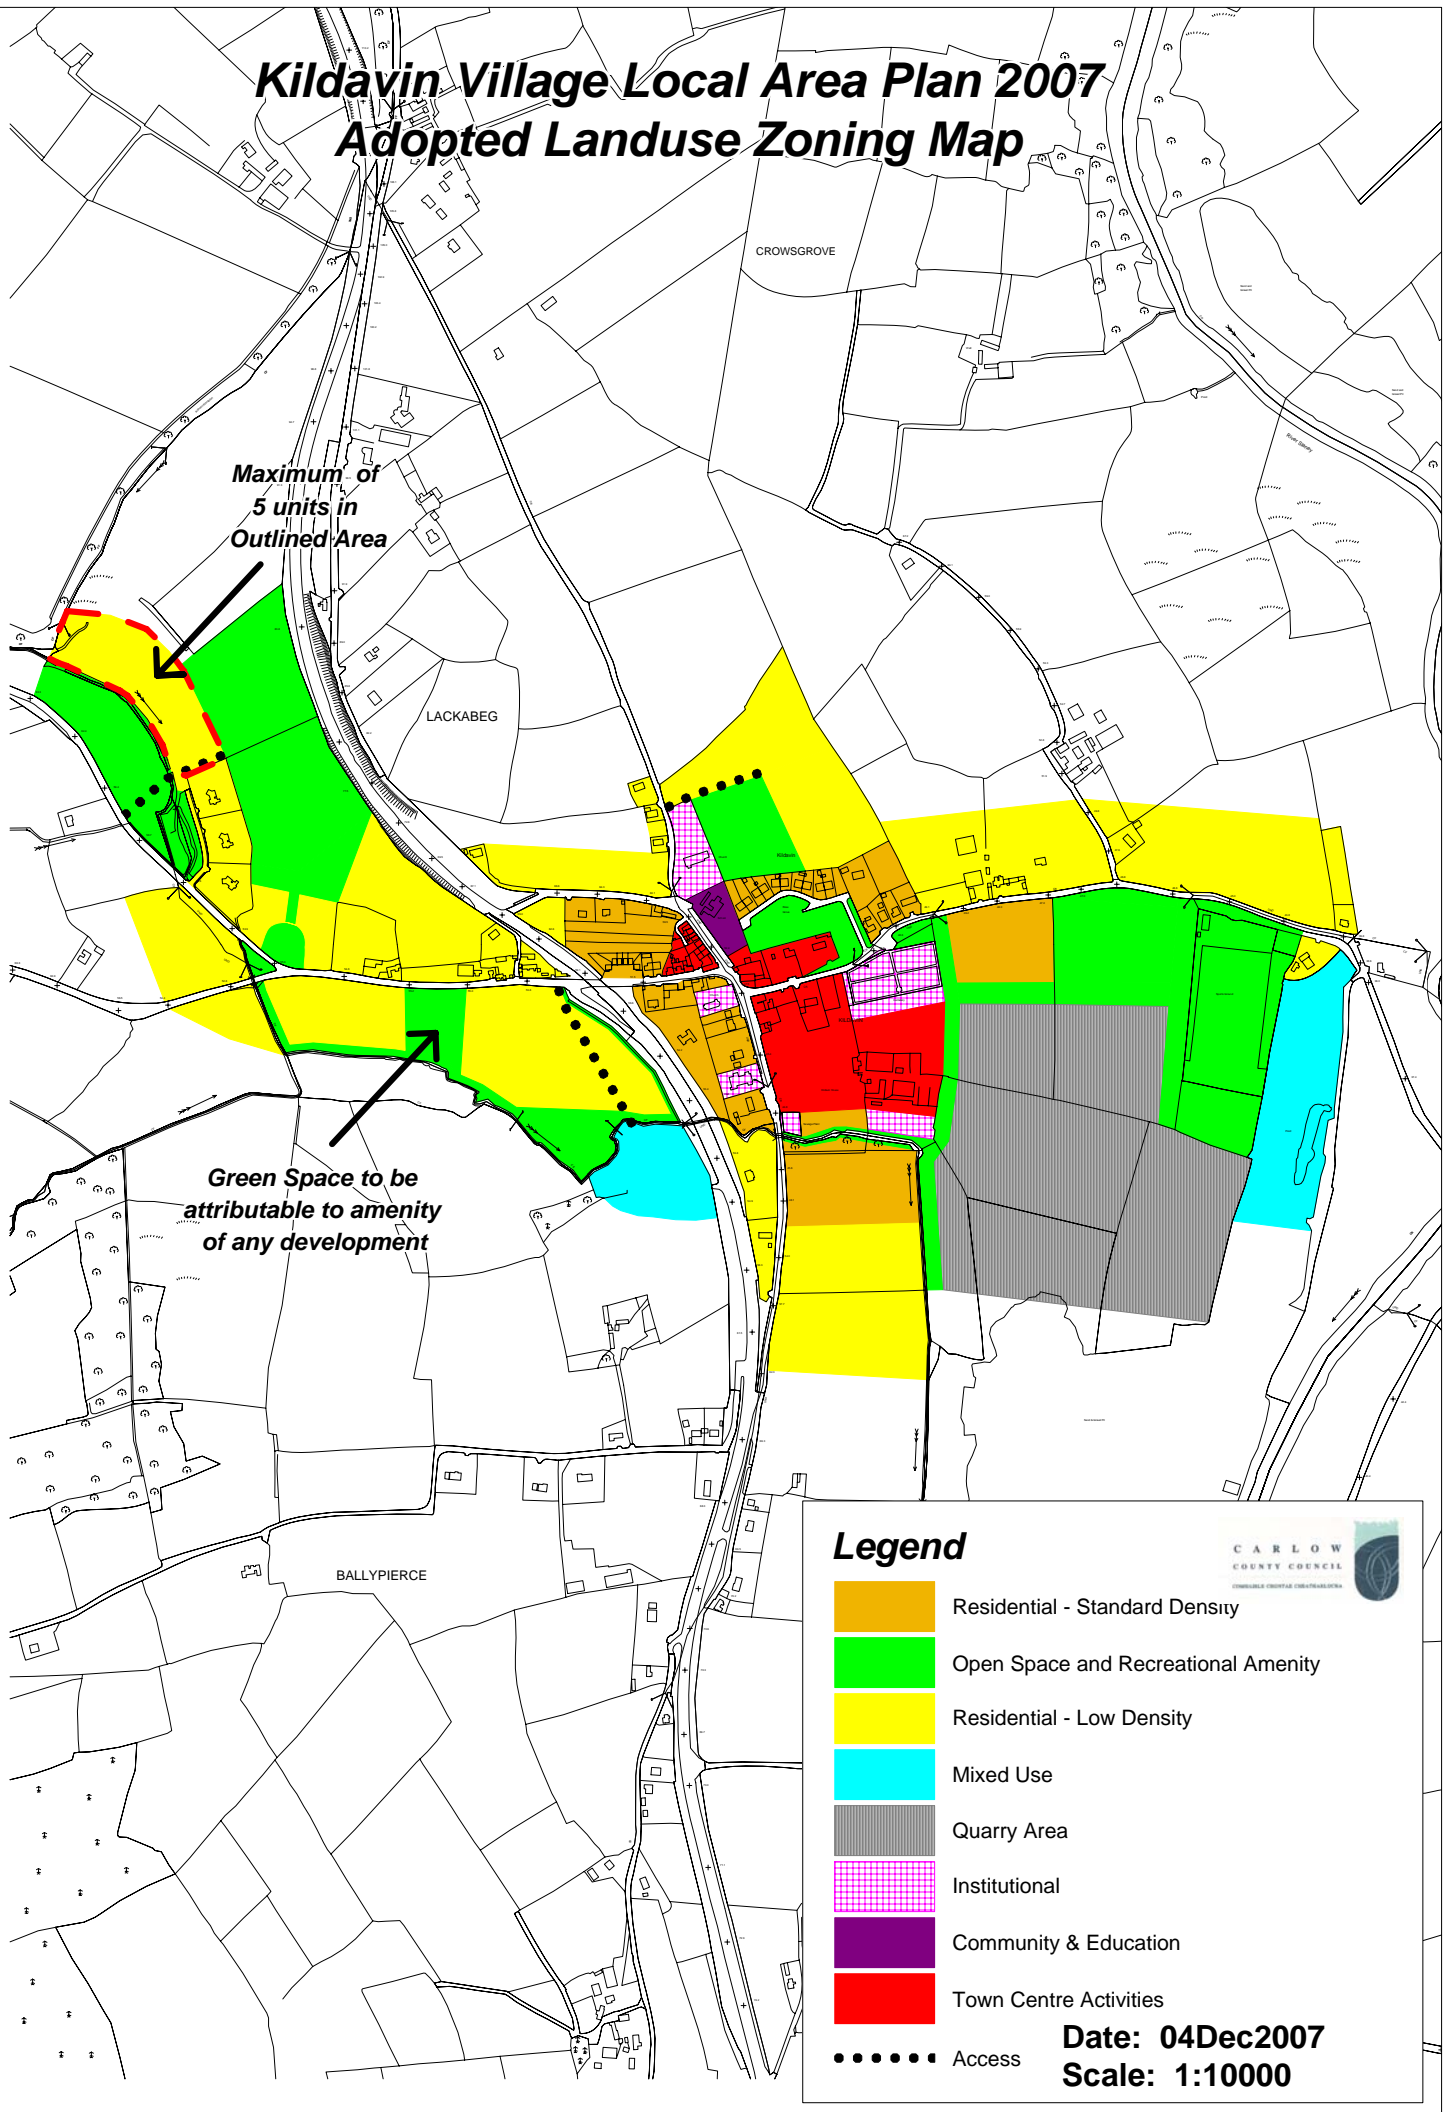 Kildavin Village Local Area Plan 2007
Adopted Landuse Zoning Map
CROWSGROVE
Maximum of
5 units in
Outlined Area
River Slaney
LACKABEG
Kildavin
Green Space to be
attributable to amenity
of any development
BALLYPIERCE
Legend
CARLOW
COUNTY COUNCIL
Residential - Standard Density
Open Space and Recreational Amenity
Residential - Low Density
Mixed Use
Quarry Area
Institutional
Community & Education
Town Centre Activities
Access
Date: 04Dec2007
Scale: 1:10000